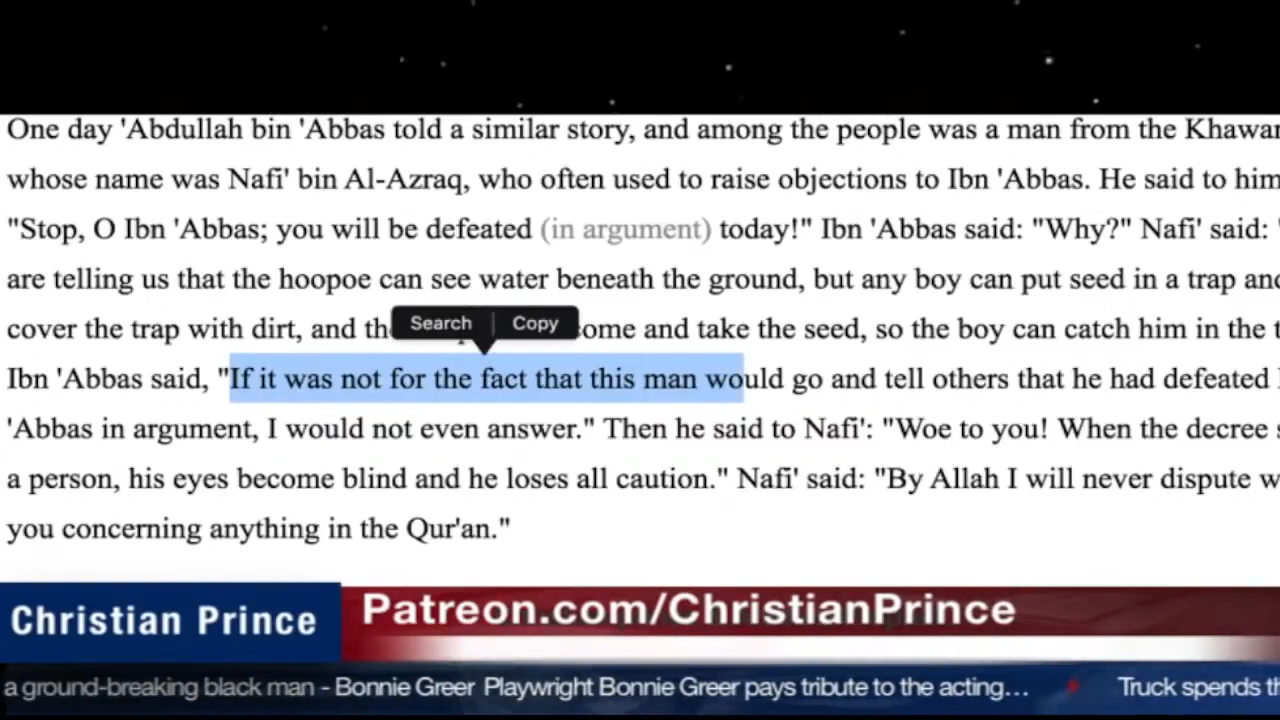 One day 'Abdullah bin 'Abbas told a similar story, and among the people was a man from the Khawar
whose name was Nafi' bin Al-Azraq, who often used to raise objections to Ibn 'Abbas. He said to him
"Stop, O Ibn 'Abbas; you will be defeated (in argument) today!" Ibn 'Abbas said: "Why?" Nafi' said:
are telling us that the hoopoe can see water beneath the ground, but any boy can put seed in a trap and
Search Copy
cover the trap with dirt, and th ome and take the seed, so the boy can catch him in the t
Ibn 'Abbas said, "If it was not for the fact that this man would go and tell others that he had defeated
'Abbas in argument, I would not even answer." Then he said to Nafi': "Woe to you! When the decree s
a person, his eyes become blind and he loses all caution." Nafi' said: "By Allah I will never dispute w
you concerning anything in the Qur'an."
Christian Prince
Patreon.com/ChristianPrince
a ground-breaking black man - Bonnie Greer Playwright Bonnie Greer pays tribute to the acting... Truck spends th